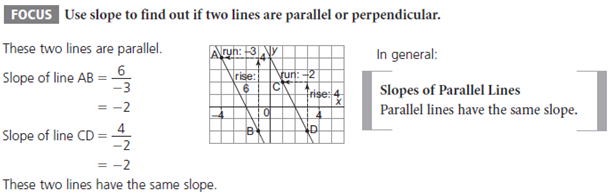 FOCUS Use slope to find out if two lines are parallel or perpendicular.
These two lines are parallel.
Slope of line AB = 6/−3
= −2
Slope of line CD = 4/−2
= −2
These two lines have the same slope.
A run: −3 4 y
rise: 6
run: −2
C
rise: 4
x
−4 0 4
B D
In general:
Slopes of Parallel Lines
Parallel lines have the same slope.